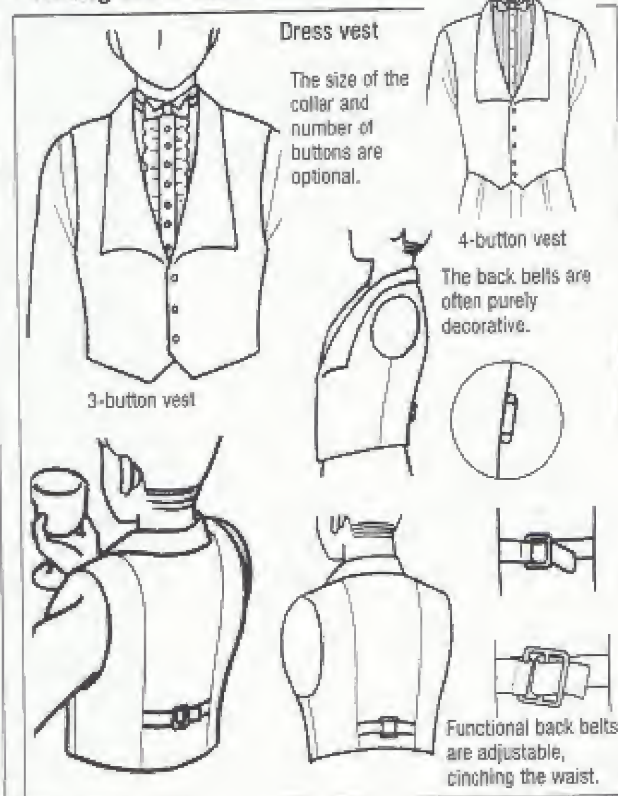 Dress vest
The size of the
collar and
number of
buttons are
optional.
3-button vest
4-button vest
The back belts are
often purely
decorative.
Functional back belts
are adjustable,
cinching the waist.